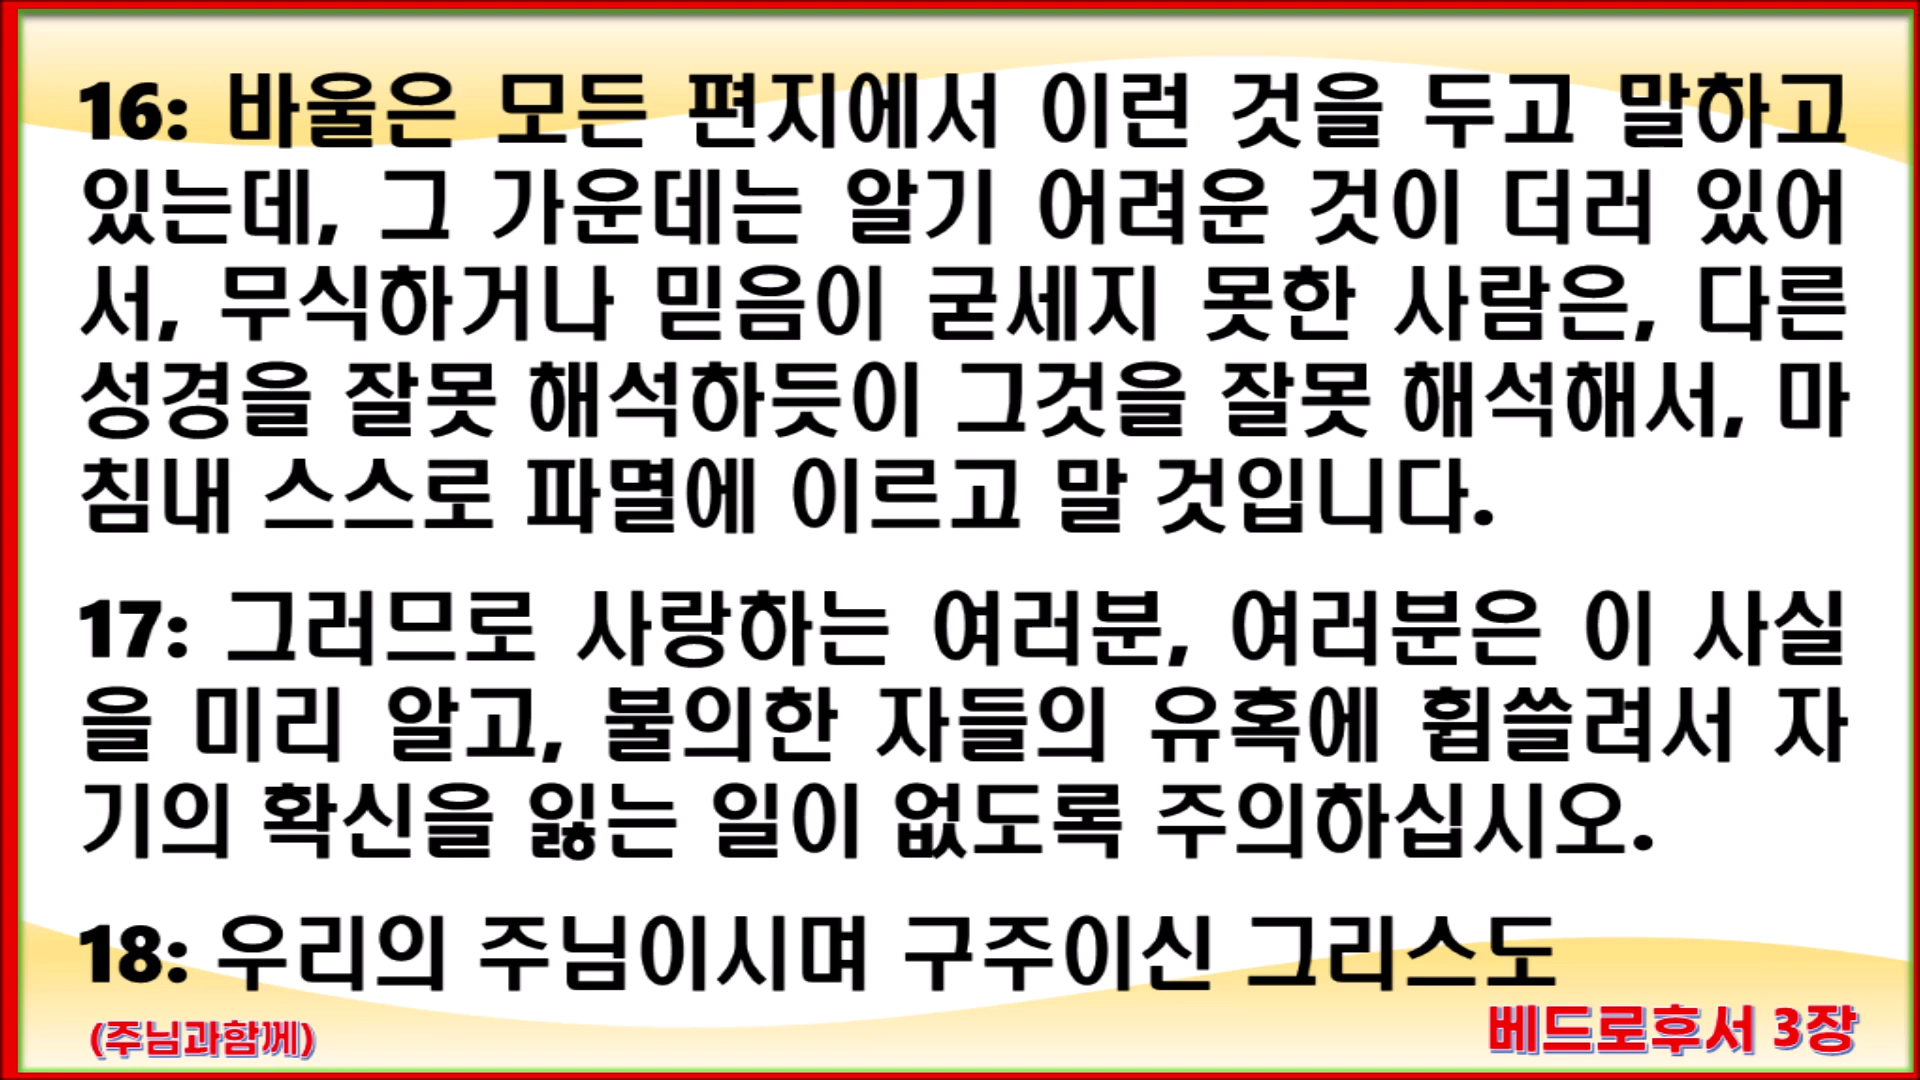 16: 바울은 모든 편지에서 이런 것을 두고 말하고
있는데, 그 가운데는 알기 어려운 것이 더러 있어
서, 무식하거나 믿음이 굳세지 못한 사람은, 다른
성경을 잘못 해석하듯이 그것을 잘못 해석해서, 마
침내 스스로 파멸에 이르고 말 것입니다.
17: 그러므로 사랑하는 여러분, 여러분은 이 사실
을 미리 알고, 불의한 자들의 유혹에 휩쓸려서 자
기의 확신을 잃는 일이 없도록 주의하십시오.
18: 우리의 주님이시며 구주이신 그리스도
(주님과함께)
베드로후서 3장